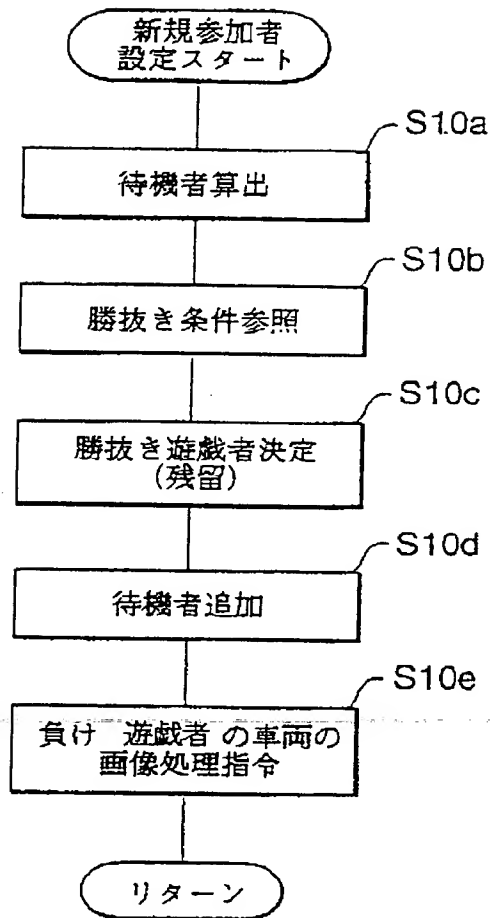 新規参加者
設定スタート
S10a
待機者算出
S10b
勝抜き条件参照
S10c
勝抜き遊戯者決定
(残留)
S10d
待機者追加
S10e
負け 遊戯者 の車両の
画像処理指令
リターン